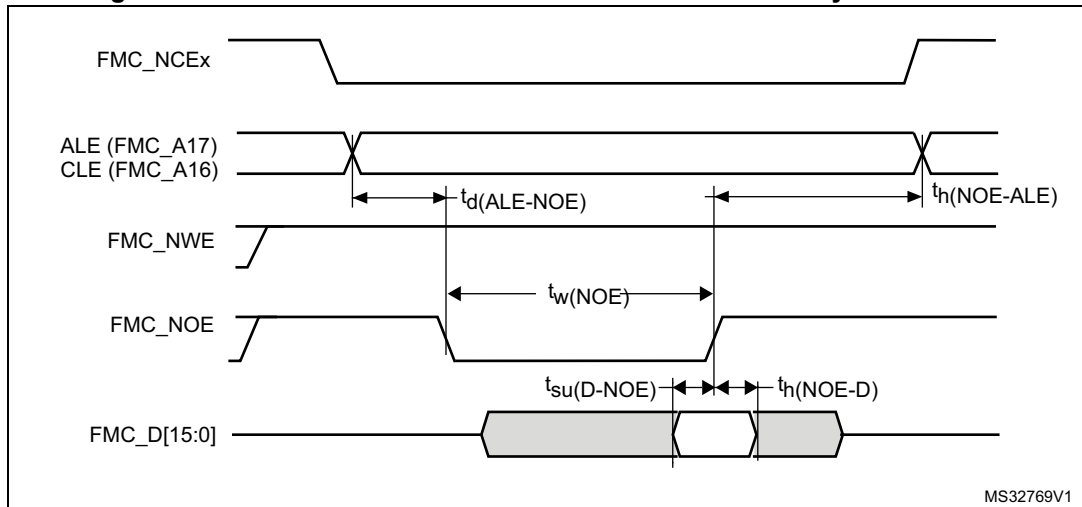 FMC_NCEx
ALE (FMC_A17)
CLE (FMC_A16)
td(ALE-NOE)
th(NOE-ALE)
FMC_NWE
tw(NOE)
FMC_NOE
tsu(D-NOE)
th(NOE-D)
FMC_D[15:0]
MS32769V1